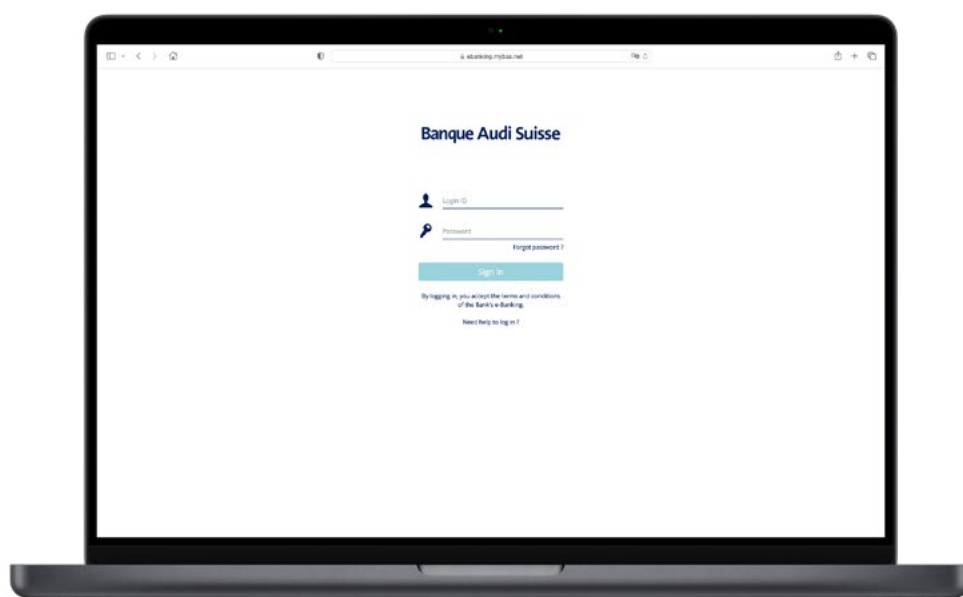 ebanking.mybas.net
Banque Audi Suisse
Login ID
Password
Forgot password ?
Sign in
By logging in, you accept the terms and conditions
of the Bank's e-Banking.
Need help to log in ?